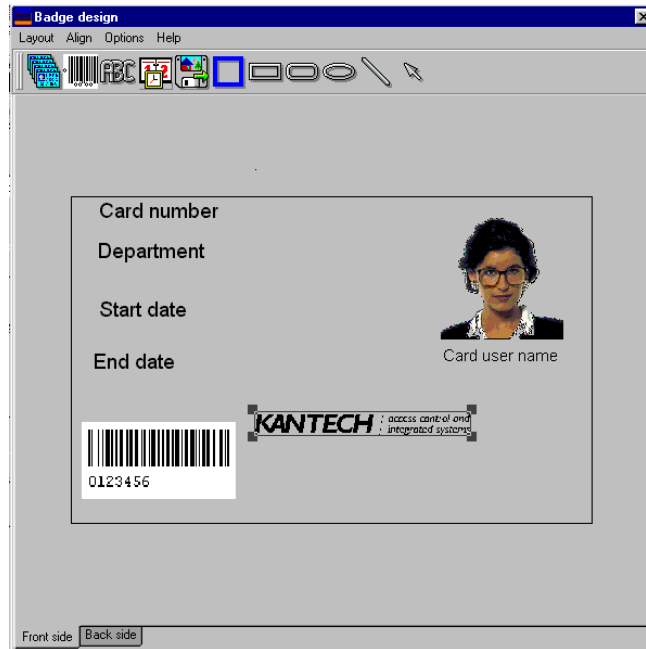 Badge design
Layout Align Options Help
ABC
Card number
Department
Start date
End date
Card user name
KANTECH access control and
integrated systems
0123456
Front side Back side